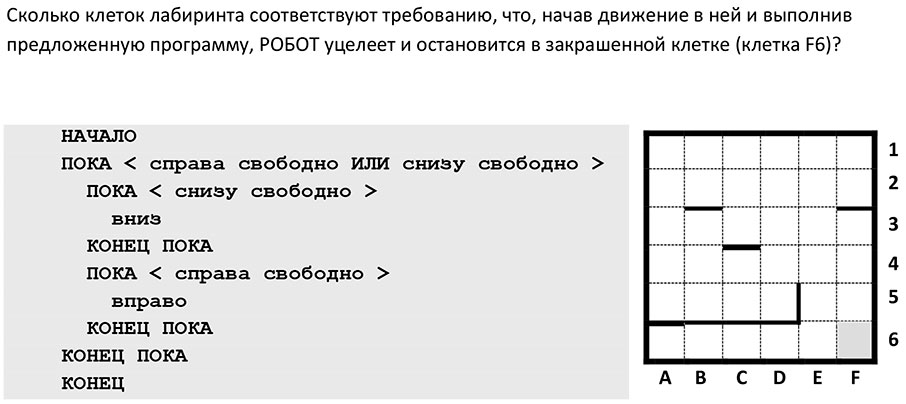 Сколько клеток лабиринта соответствуют требованию, что, начав движение в ней и выполнив
предложенную программу, РОБОТ уцелеет и остановится в закрашенной клетке (клетка F6)?
НАЧАЛО
ПОКА < справа свободно ИЛИ снизу свободно >
ПОКА < снизу свободно >
вниз
КОНЕЦ ПОКА
ПОКА < справа свободно >
вправо
КОНЕЦ ПОКА
КОНЕЦ ПОКА
КОНЕЦ
1
2
3
4
5
6
A B C D E F